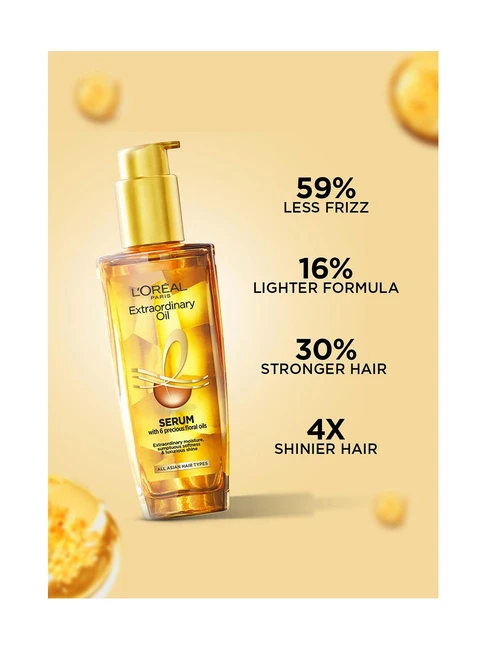 L'ORÉAL
PARIS
Extraordinary
Oil
SERUM
with 6 precious floral oils
Extraordinary moisture,
sumptuous softness
& luxurious shine
ALL ASIAN HAIR TYPES
59%
LESS FRIZZ
16%
LIGHTER FORMULA
30%
STRONGER HAIR
4X
SHINIER HAIR